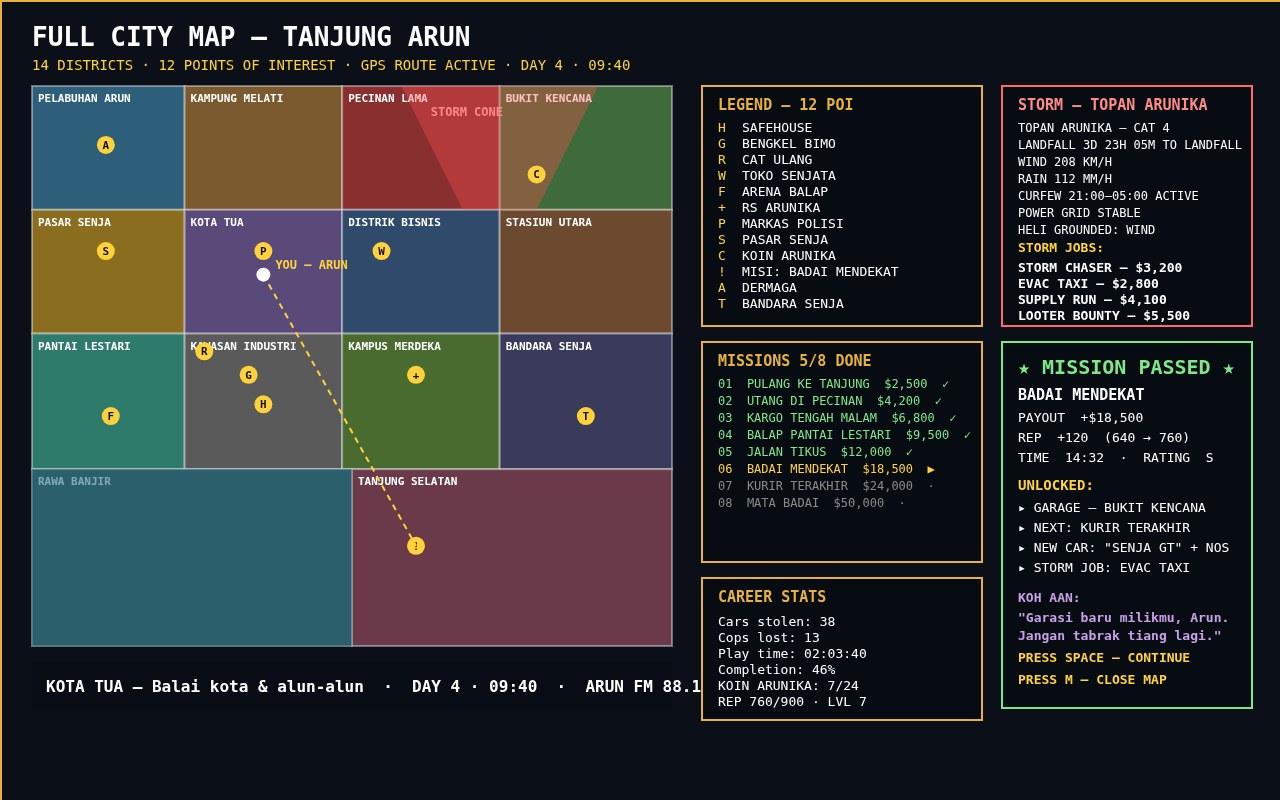 FULL CITY MAP — TANJUNG ARUN
14 DISTRICTS · 12 POINTS OF INTEREST · GPS ROUTE ACTIVE · DAY 4 · 09:40
PELABUHAN ARUN
KAMPUNG MELATI
PECINAN LAMA
BUKIT KENCANA
STORM CONE
A
C
PASAR SENJA
KOTA TUA
DISTRIK BISNIS
STASIUN UTARA
S
P
W
YOU — ARUN
PANTAI LESTARI
KAWASAN INDUSTRI
KAMPUS MERDEKA
BANDARA SENJA
R
G
+
H
F
T
RAWA BANJIR
TANJUNG SELATAN
!
KOTA TUA — Balai kota & alun-alun · DAY 4 · 09:40 · ARUN FM 88.1
LEGEND — 12 POI
H SAFEHOUSE
G BENGKEL BIMO
R CAT ULANG
W TOKO SENJATA
F ARENA BALAP
+ RS ARUNIKA
P MARKAS POLISI
S PASAR SENJA
C KOIN ARUNIKA
! MISI: BADAI MENDEKAT
A DERMAGA
T BANDARA SENJA
MISSIONS 5/8 DONE
01 PULANG KE TANJUNG $2,500 ✓
02 UTANG DI PECINAN $4,200 ✓
03 KARGO TENGAH MALAM $6,800 ✓
04 BALAP PANTAI LESTARI $9,500 ✓
05 JALAN TIKUS $12,000 ✓
06 BADAI MENDEKAT $18,500 ▶
07 KURIR TERAKHIR $24,000 ·
08 MATA BADAI $50,000 ·
CAREER STATS
Cars stolen: 38
Cops lost: 13
Play time: 02:03:40
Completion: 46%
KOIN ARUNIKA: 7/24
REP 760/900 · LVL 7
STORM — TOPAN ARUNIKA
TOPAN ARUNIKA — CAT 4
LANDFALL 3D 23H 05M TO LANDFALL
WIND 208 KM/H
RAIN 112 MM/H
CURFEW 21:00–05:00 ACTIVE
POWER GRID STABLE
HELI GROUNDED: WIND
STORM JOBS:
STORM CHASER — $3,200
EVAC TAXI — $2,800
SUPPLY RUN — $4,100
LOOTER BOUNTY — $5,500
★ MISSION PASSED ★
BADAI MENDEKAT
PAYOUT +$18,500
REP +120 (640 → 760)
TIME 14:32 · RATING S
UNLOCKED:
▸ GARAGE — BUKIT KENCANA
▸ NEXT: KURIR TERAKHIR
▸ NEW CAR: "SENJA GT" + NOS
▸ STORM JOB: EVAC TAXI
KOH AAN:
"Garasi baru milikmu, Arun.
Jangan tabrak tiang lagi."
PRESS SPACE — CONTINUE
PRESS M — CLOSE MAP